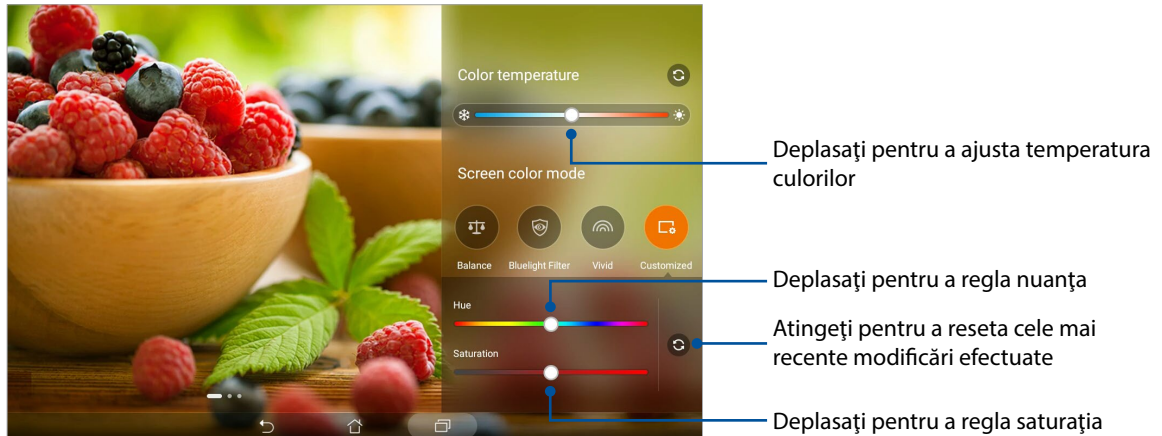 Color temperature
Deplasaţi pentru a ajusta temperatura
culorilor
Screen color mode
Balance Bluelight Filter Vivid Customized
Deplasaţi pentru a regla nuanţa
Hue
Atingeţi pentru a reseta cele mai
recente modificări efectuate
Saturation
Deplasaţi pentru a regla saturaţia